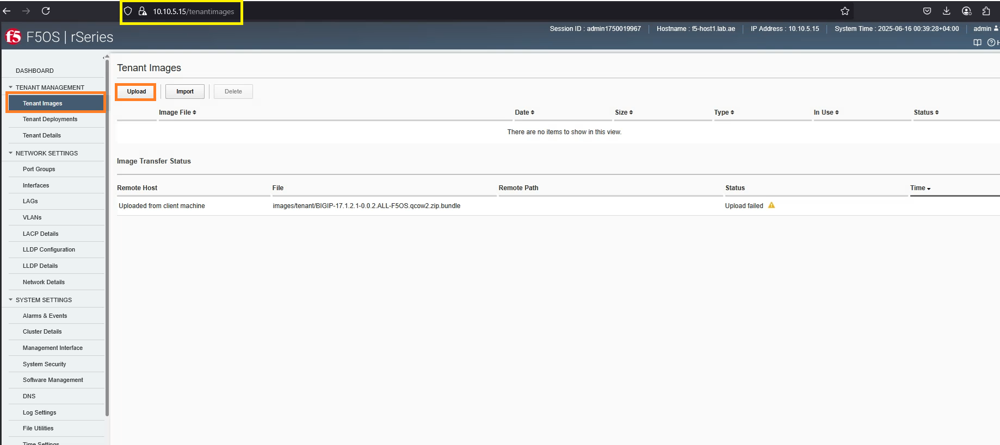 10.10.5.15/tenantimages
Session ID : admin1750019967 Hostname : f5-host1.lab.ae IP Address : 10.10.5.15 System Time : 2025-06-16 00:39:28+04:00 admin
f5 F5OS | rSeries
H
DASHBOARD
TENANT MANAGEMENT
Tenant Images
Tenant Deployments
Tenant Details
NETWORK SETTINGS
Port Groups
Interfaces
LAGs
VLANs
LACP Details
LLDP Configuration
LLDP Details
Network Details
SYSTEM SETTINGS
Alarms & Events
Cluster Details
Management Interface
System Security
Software Management
DNS
Log Settings
File Utilities
Time Settings
Tenant Images
Upload Import Delete
Image File Date Size Type In Use Status
There are no items to show in this view.
Image Transfer Status
Remote Host File Remote Path Status Time
Uploaded from client machine images/tenant/BIGIP-17.1.2.1-0.0.2.ALL-F5OS.qcow2.zip.bundle Upload failed